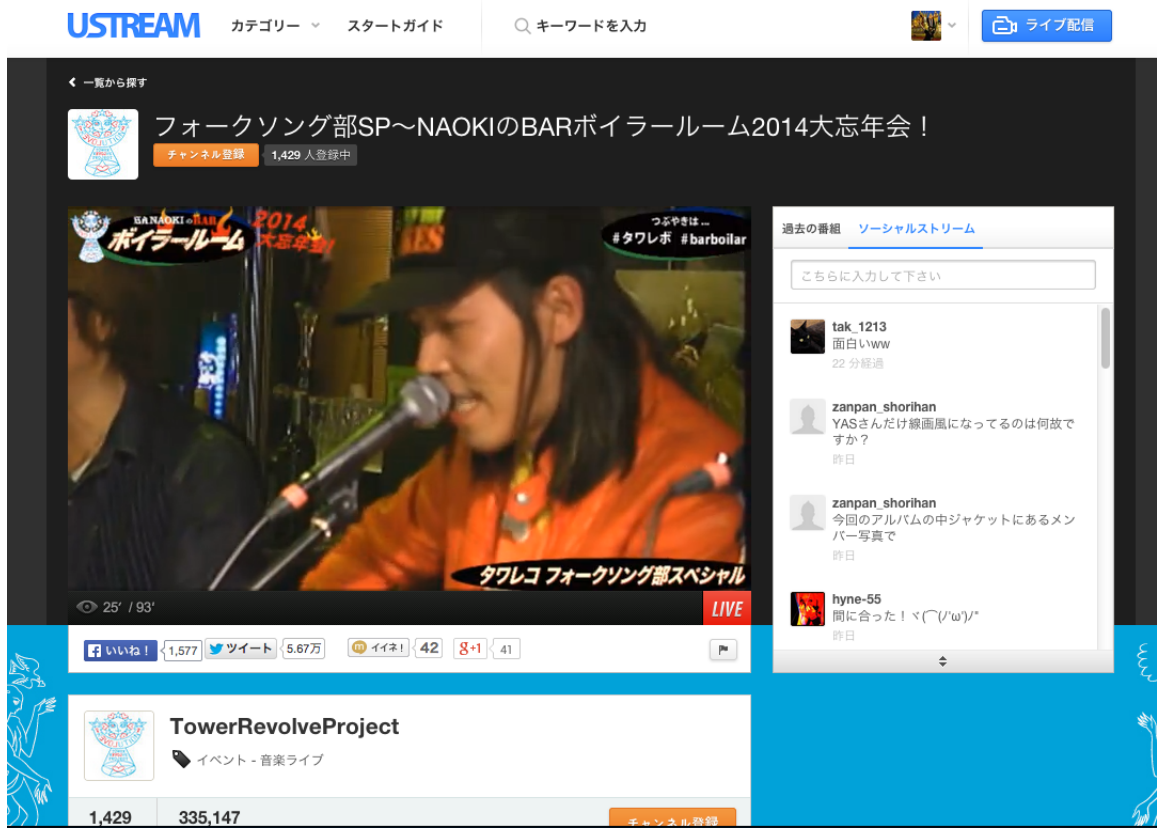 USTREAM
カテゴリー
スタートガイド
キーワードを入力
ライブ配信
一覧から探す
フォークソング部SP〜NAOKIのBARボイラールーム2014大忘年会！
チャンネル登録
1,429 人登録中
NAOKIのBAR
ボイラールーム
2014
大忘年会!
つぶやきは...
#タワレボ #barboilar
タワレコ フォークソング部スペシャル
25′ / 93′
LIVE
いいね！
1,577
ツイート
5.67万
イイネ！
42
g+1
41
過去の番組
ソーシャルストリーム
こちらに入力して下さい
tak_1213
面白いww
22 分経過
zanpan_shorihan
YASさんだけ線画風になってるのは何故で
すか？
昨日
zanpan_shorihan
今回のアルバムの中ジャケットにあるメン
バー写真で
昨日
hyne-55
間に合った！ヾ(⌒(ﾉ'ω')ﾉ"
昨日
TowerRevolveProject
イベント - 音楽ライブ
1,429
335,147
チャンネル登録